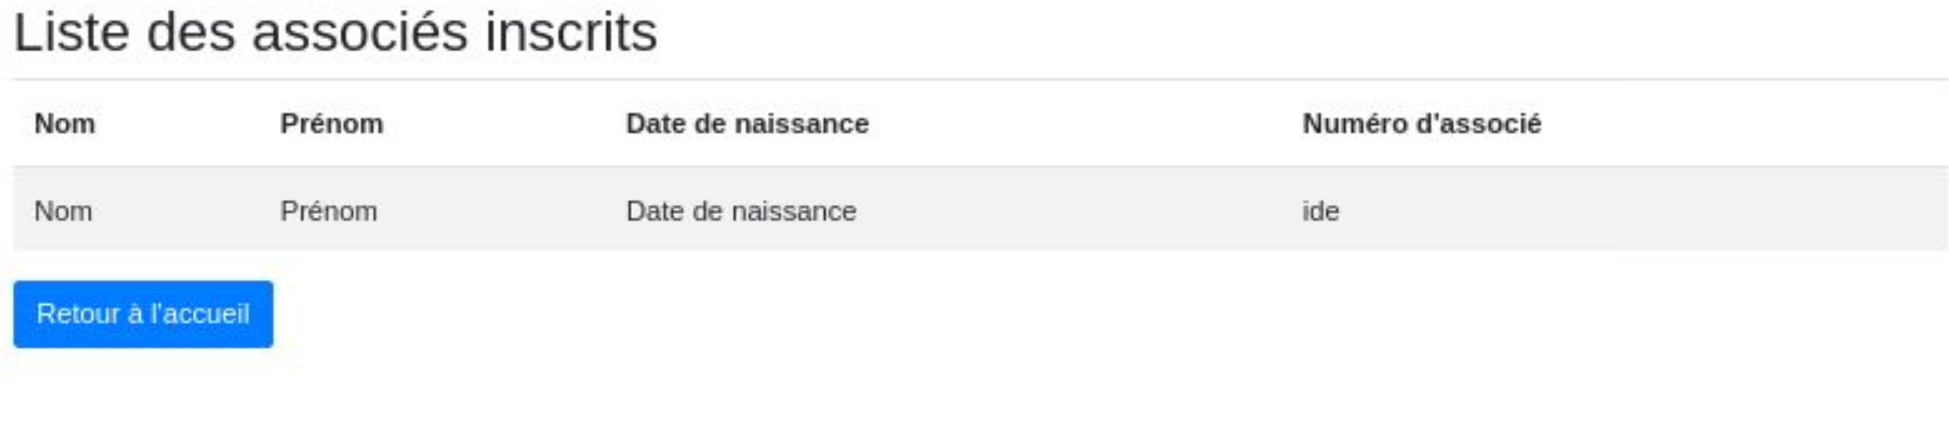 Liste des associés inscrits
Nom Prénom Date de naissance Numéro d'associé
Nom Prénom Date de naissance ide
Retour à l'accueil